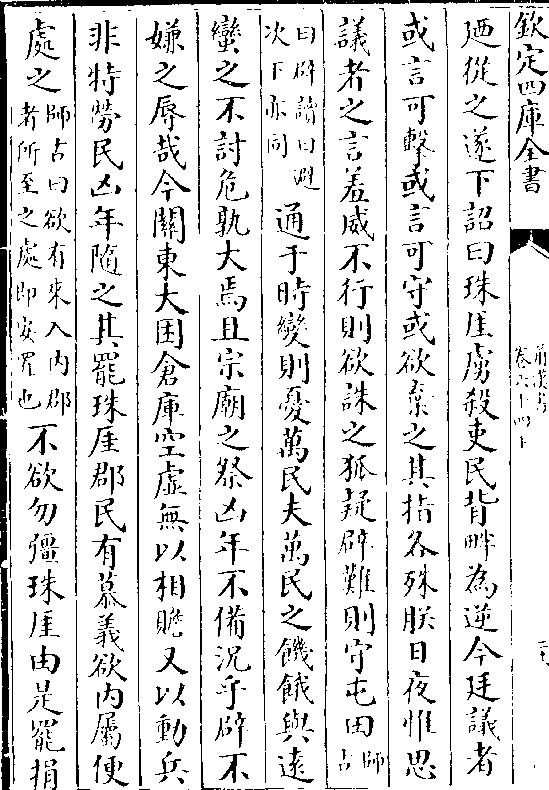 欽定四庫全書
前漢書
卷六十四下
廼從之遂下詔曰珠厓虜殺吏民背畔為逆今廷議者
或言可擊或言可守或欲棄之其指各殊朕日夜惟思
議者之言羞威不行則欲誅之狐疑辟難則守屯田師古
曰辟讀曰避次下亦同通于時變則憂萬民夫萬民之饑餓與遠
蠻之不討危孰大焉且宗廟之祭凶年不備況乎辟不
嫌之辱哉今關東大困倉庫空虛無以相贍又以動兵
非特勞民凶年隨之其罷珠厓郡民有慕義欲內屬便
處之師古曰欲有來入內郡者所至之處即安置也不欲勿彊珠厓由是罷捐